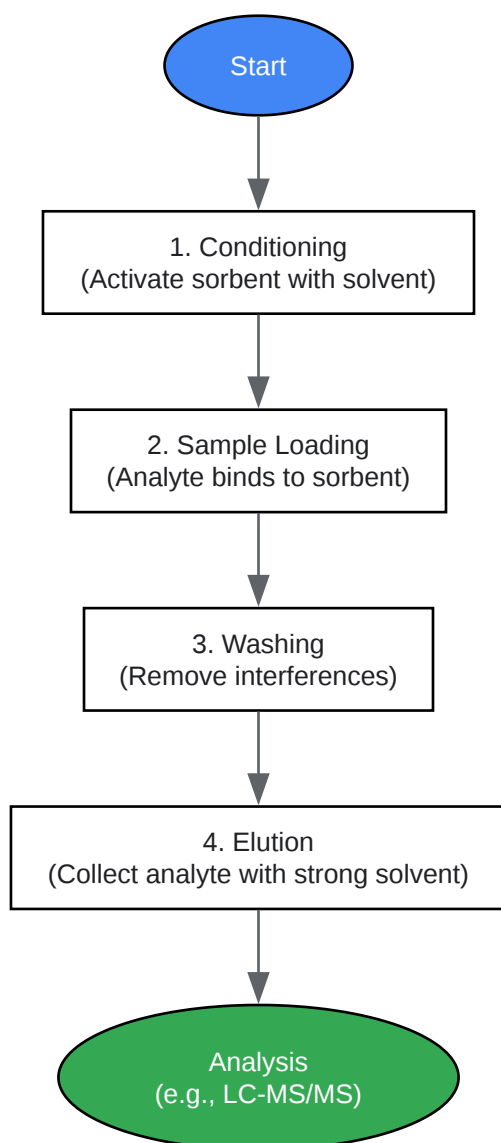 Start
1. Conditioning
(Activate sorbent with solvent)
2. Sample Loading
(Analyte binds to sorbent)
3. Washing
(Remove interferences)
4. Elution
(Collect analyte with strong solvent)
Analysis
(e.g., LC-MS/MS)